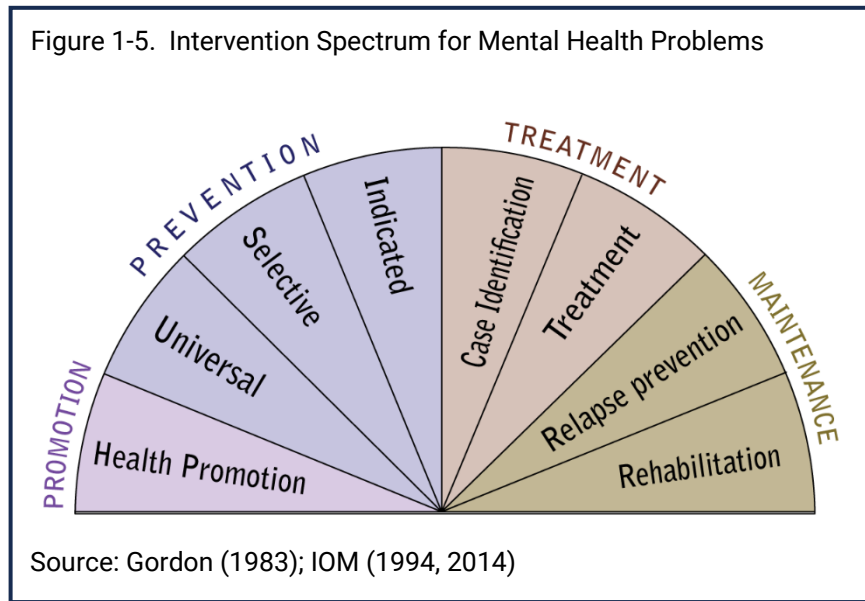 Figure 1-5. Intervention Spectrum for Mental Health Problems
PROMOTION
PREVENTION
TREATMENT
MAINTENANCE
Health Promotion
Universal
Selective
Indicated
Case Identification
Treatment
Relapse prevention
Rehabilitation
Source: Gordon (1983); IOM (1994, 2014)